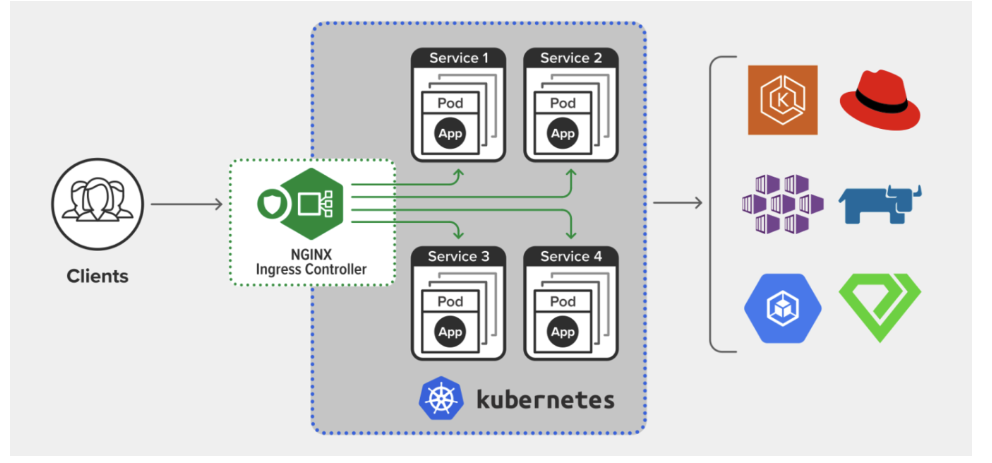 Clients
NGINX
Ingress Controller
Service 1
Pod
App
Service 2
Pod
App
Service 3
Pod
App
Service 4
Pod
App
kubernetes
K